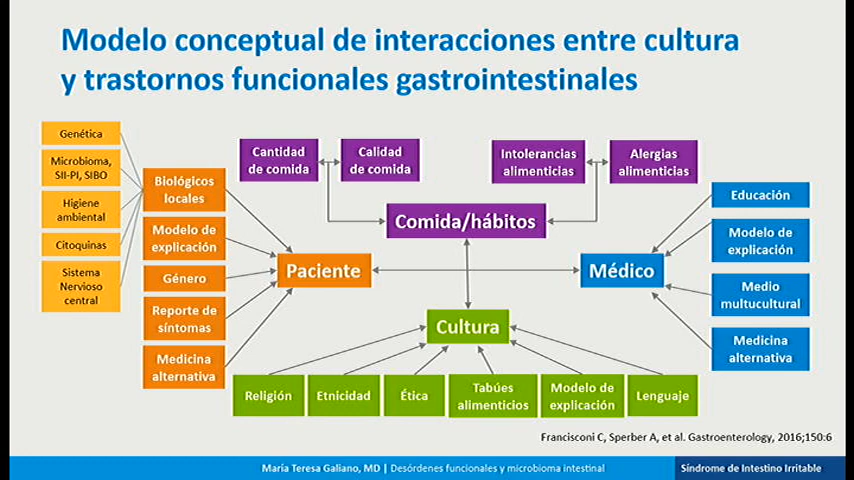 Modelo conceptual de interacciones entre cultura
y trastornos funcionales gastrointestinales
Genética
Microbioma,
SII-PI, SIBO
Higiene
ambiental
Citoquinas
Sistema
Nervioso
central
Biológicos
locales
Modelo de
explicación
Género
Reporte de
síntomas
Medicina
alternativa
Cantidad
de comida
Calidad
de comida
Intolerancias
alimenticias
Alergias
alimenticias
Comida/hábitos
Paciente
Médico
Cultura
Educación
Modelo de
explicación
Medio
multucultural
Medicina
alternativa
Religión
Etnicidad
Ética
Tabúes
alimenticios
Modelo de
explicación
Lenguaje
Francisconi C, Sperber A, et al. Gastroenterology, 2016;150:6
María Teresa Galiano, MD | Desórdenes funcionales y microbioma intestinal
Síndrome de Intestino Irritable